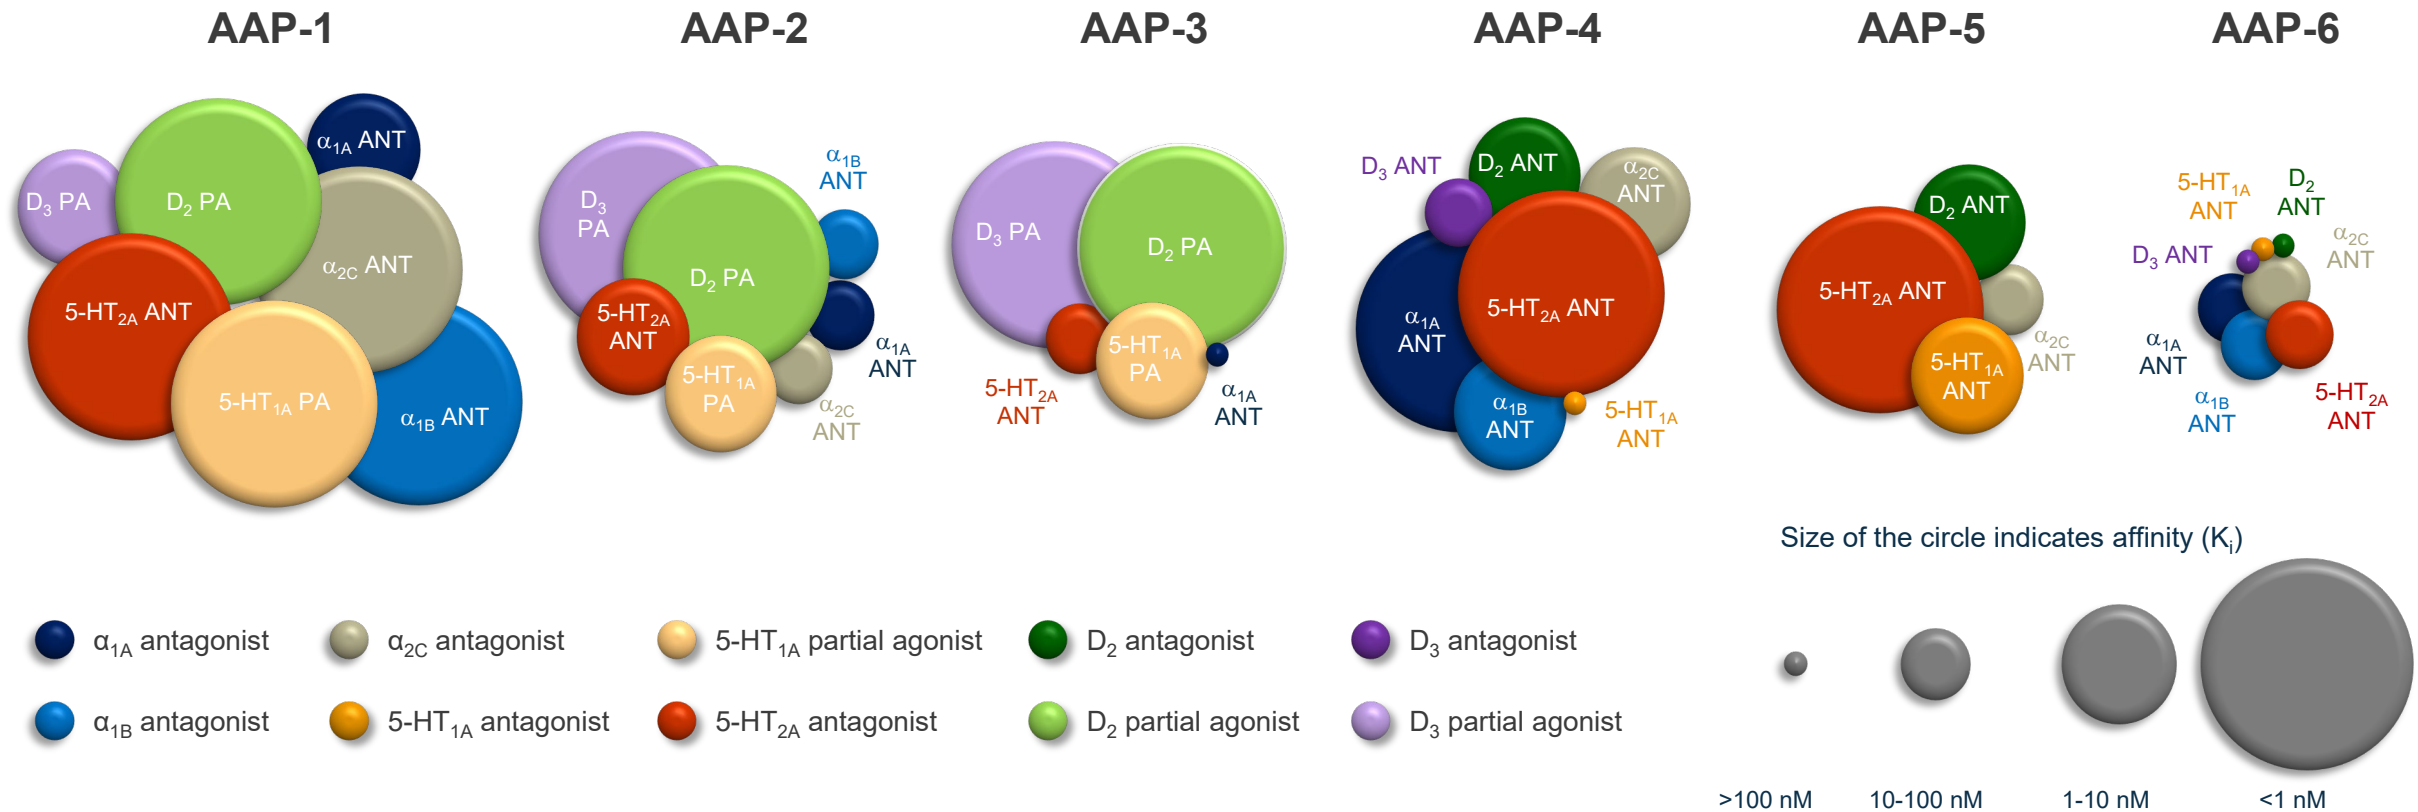 AAP-1 AAP-2 AAP-3 AAP-4 AAP-5 AAP-6
α1A ANT
D3 PA
D2 PA
α2C ANT
5-HT2A ANT
5-HT1A PA
α1B ANT
α1B
ANT
D3
PA
D2 PA
5-HT2A
ANT
α1A
ANT
5-HT1A
PA
α2C
ANT
D3 PA
D2 PA
5-HT1A
PA
5-HT2A
ANT
α1A
ANT
D3 ANT
D2 ANT
α2C
ANT
5-HT2A ANT
α1A
ANT
α1B
ANT
5-HT1A
ANT
D2 ANT
5-HT2A ANT
α2C
ANT
5-HT1A
ANT
5-HT1A
ANT
D2
ANT
D3 ANT
α2C
ANT
α1A
ANT
α1B
ANT
5-HT2A
ANT
Size of the circle indicates affinity (Ki)
α1A antagonist
α2C antagonist
5-HT1A partial agonist
D2 antagonist
D3 antagonist
α1B antagonist
5-HT1A antagonist
5-HT2A antagonist
D2 partial agonist
D3 partial agonist
>100 nM
10-100 nM
1-10 nM
<1 nM